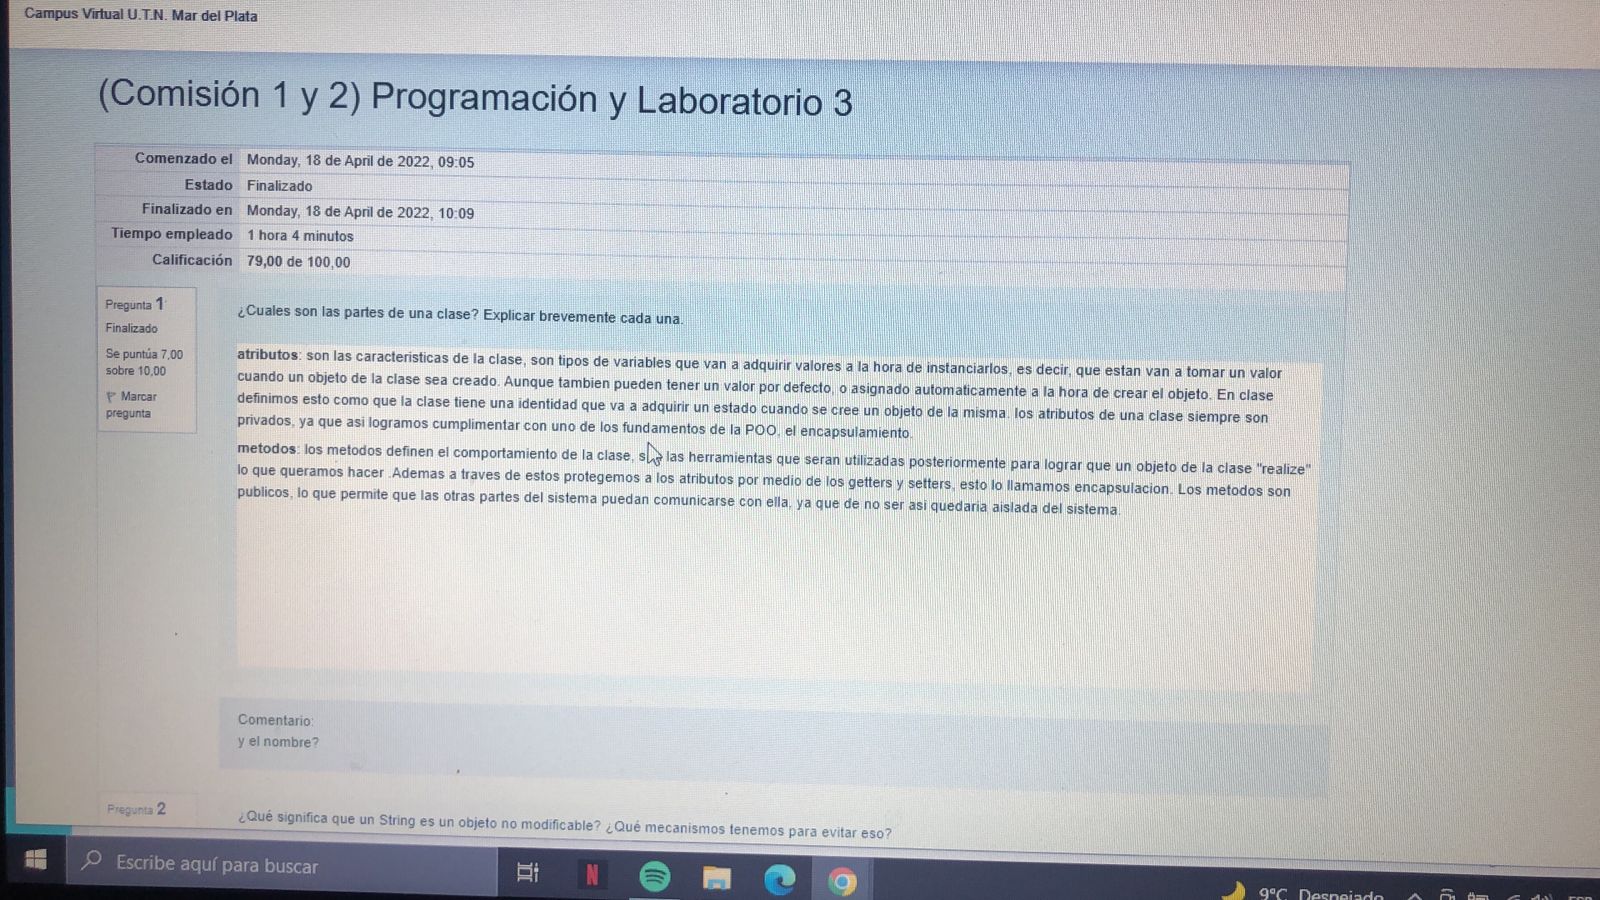 Campus Virtual U.T.N. Mar del Plata
(Comisión 1 y 2) Programación y Laboratorio 3
Comenzado el Monday, 18 de April de 2022, 09:05
Estado Finalizado
Finalizado en Monday, 18 de April de 2022, 10:09
Tiempo empleado 1 hora 4 minutos
Calificación 79,00 de 100,00
Pregunta 1
Finalizado
Se puntúa 7,00
sobre 10,00
Marcar
pregunta
¿Cuales son las partes de una clase? Explicar brevemente cada una.
atributos: son las caracteristicas de la clase, son tipos de variables que van a adquirir valores a la hora de instanciarlos, es decir, que estan van a tomar un valor
cuando un objeto de la clase sea creado. Aunque tambien pueden tener un valor por defecto, o asignado automaticamente a la hora de crear el objeto. En clase
definimos esto como que la clase tiene una identidad que va a adquirir un estado cuando se cree un objeto de la misma. los atributos de una clase siempre son
privados, ya que asi logramos cumplimentar con uno de los fundamentos de la POO, el encapsulamiento.
metodos: los metodos definen el comportamiento de la clase, las herramientas que seran utilizadas posteriormente para lograr que un objeto de la clase "realize"
lo que queramos hacer .Ademas a traves de estos protegemos a los atributos por medio de los getters y setters, esto lo llamamos encapsulacion. Los metodos son
publicos, lo que permite que las otras partes del sistema puedan comunicarse con ella, ya que de no ser asi quedaria aislada del sistema.
Comentario:
y el nombre?
Pregunta 2
¿Qué significa que un String es un objeto no modificable? ¿Qué mecanismos tenemos para evitar eso?
Escribe aquí para buscar
N
9°C Despejado